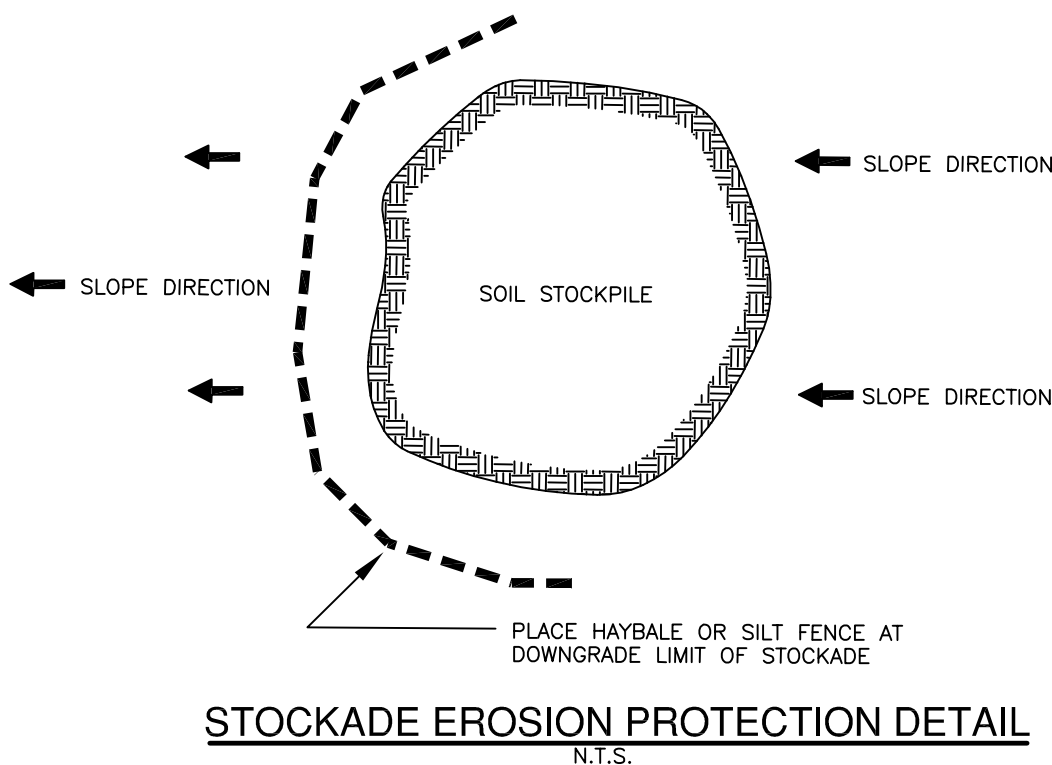 SLOPE DIRECTION
SLOPE DIRECTION
SOIL STOCKPILE
SLOPE DIRECTION
PLACE HAYBALE OR SILT FENCE AT
DOWNGRADE LIMIT OF STOCKADE
STOCKADE EROSION PROTECTION DETAIL
N.T.S.